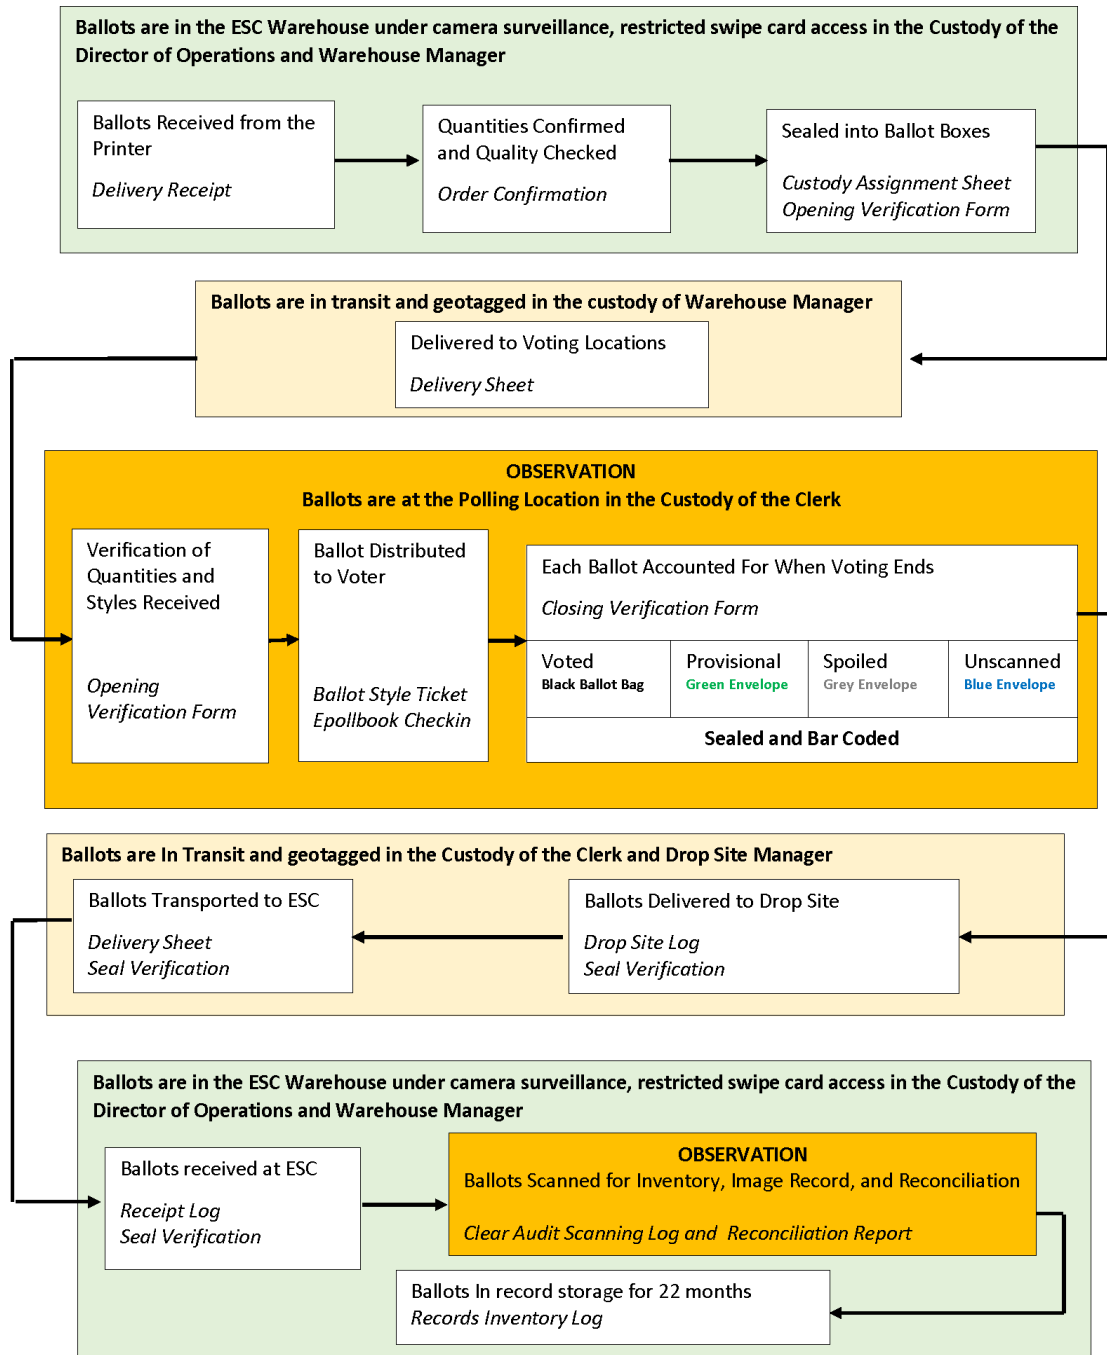 Ballots are in the ESC Warehouse under camera surveillance, restricted swipe card access in the Custody of the
Director of Operations and Warehouse Manager
Ballots Received from the
Printer
Delivery Receipt
Quantities Confirmed
and Quality Checked
Order Confirmation
Sealed into Ballot Boxes
Custody Assignment Sheet
Opening Verification Form
Ballots are in transit and geotagged in the custody of Warehouse Manager
Delivered to Voting Locations
Delivery Sheet
OBSERVATION
Ballots are at the Polling Location in the Custody of the Clerk
Verification of
Quantities and
Styles Received
Opening
Verification Form
Ballot Distributed
to Voter
Ballot Style Ticket
Epollbook Checkin
Each Ballot Accounted For When Voting Ends
Closing Verification Form
Voted
Black Ballot Bag
Provisional
Green Envelope
Spoiled
Grey Envelope
Unscanned
Blue Envelope
Sealed and Bar Coded
Ballots are In Transit and geotagged in the Custody of the Clerk and Drop Site Manager
Ballots Transported to ESC
Delivery Sheet
Seal Verification
Ballots Delivered to Drop Site
Drop Site Log
Seal Verification
Ballots are in the ESC Warehouse under camera surveillance, restricted swipe card access in the Custody of the
Director of Operations and Warehouse Manager
Ballots received at ESC
Receipt Log
Seal Verification
OBSERVATION
Ballots Scanned for Inventory, Image Record, and Reconciliation
Clear Audit Scanning Log and Reconciliation Report
Ballots In record storage for 22 months
Records Inventory Log